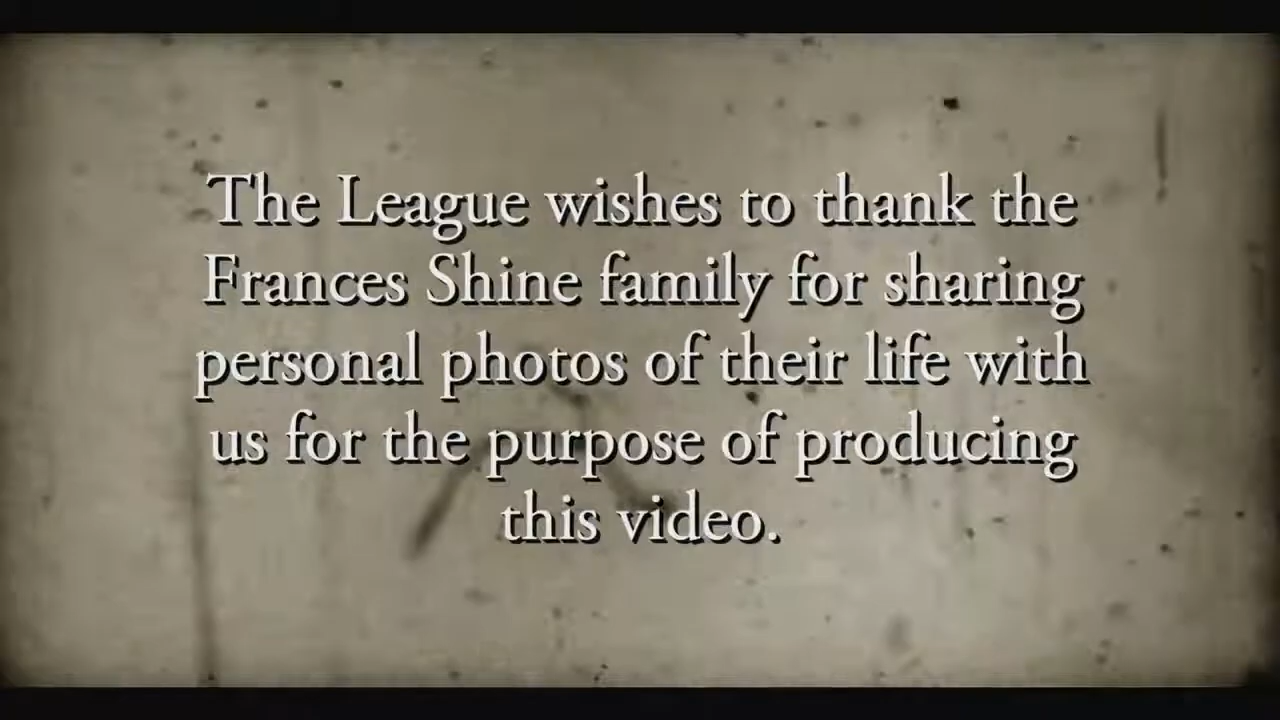 The League wishes to thank the
Frances Shine family for sharing
personal photos of their life with
us for the purpose of producing
this video.